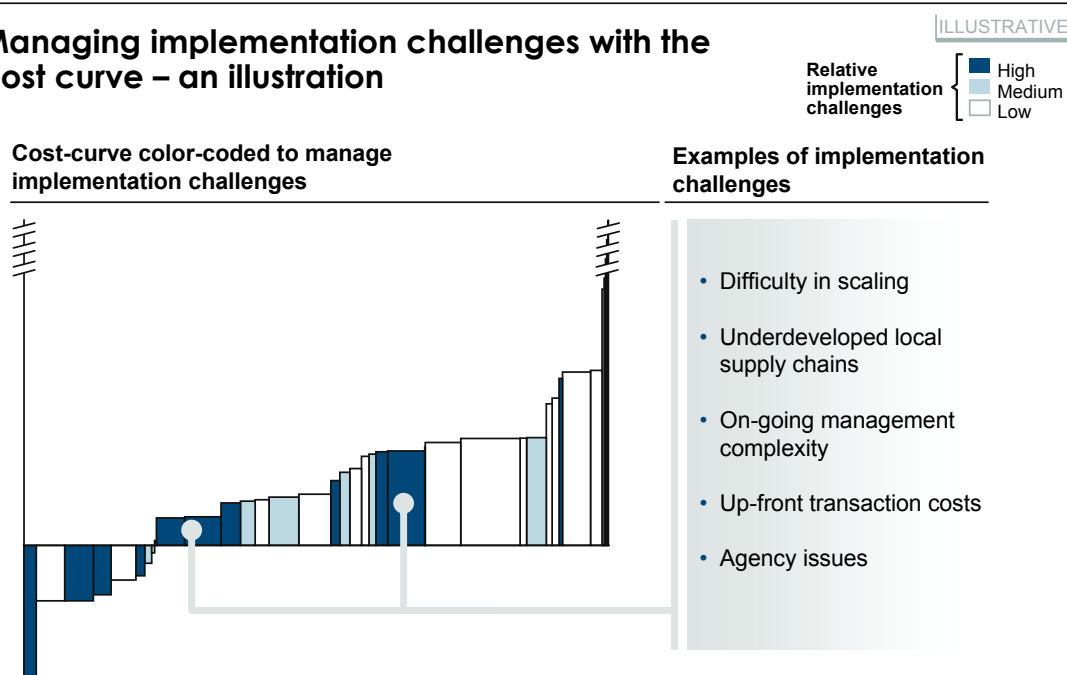 anaging implementation challenges with the
ost curve – an illustration
ILLUSTRATIVE
Relative
implementation
challenges
High
Medium
Low
Cost-curve color-coded to manage
implementation challenges
Examples of implementation
challenges
• Difficulty in scaling
• Underdeveloped local
supply chains
• On-going management
complexity
• Up-front transaction costs
• Agency issues